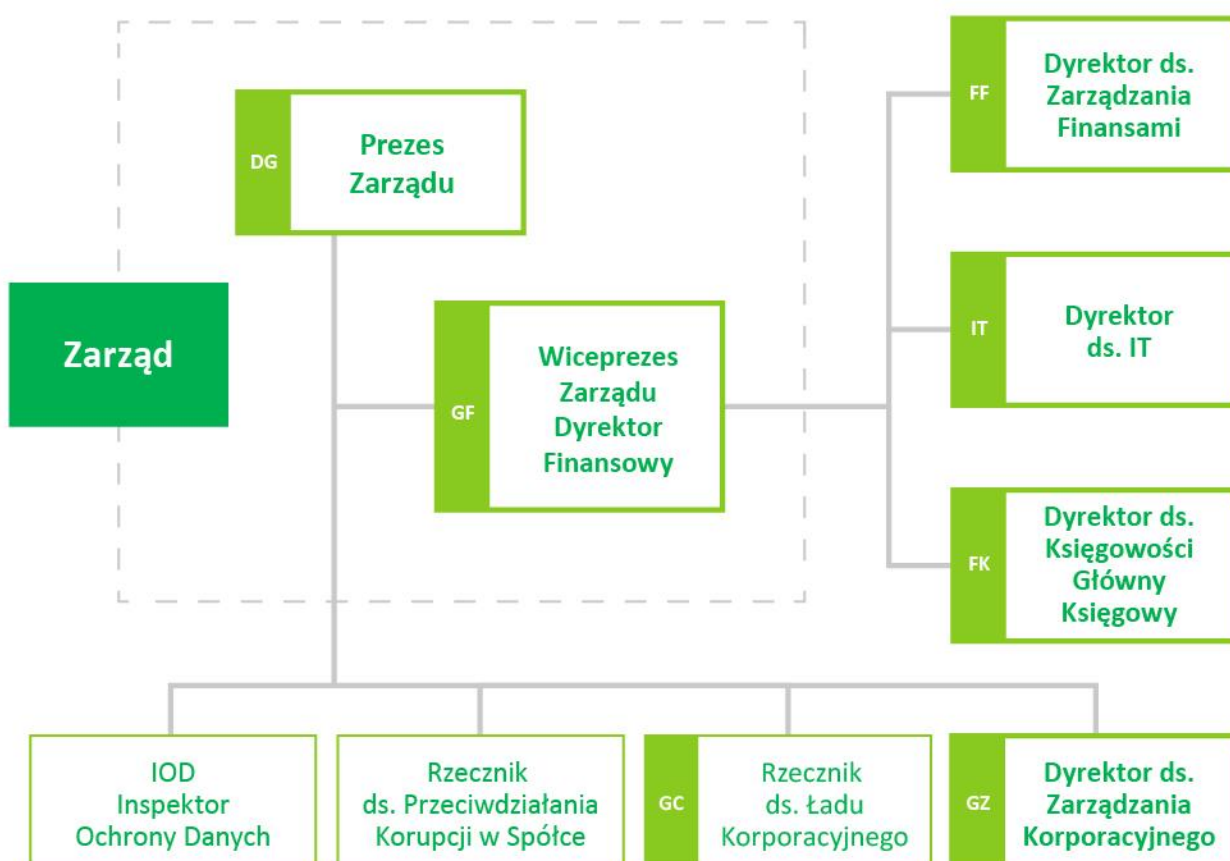 DG
Prezes
Zarządu
Zarząd
GF
Wiceprezes
Zarządu
Dyrektor
Finansowy
FF
Dyrektor ds.
Zarządzania
Finansami
IT
Dyrektor
ds. IT
FK
Dyrektor ds.
Księgowości
Główny
Księgowy
IOD
Inspektor
Ochrony Danych
Rzecznik
ds. Przeciwdziałania
Korupcji w Spółce
GC
Rzecznik
ds. Ładu
Korporacyjnego
GZ
Dyrektor ds.
Zarządzania
Korporacyjnego